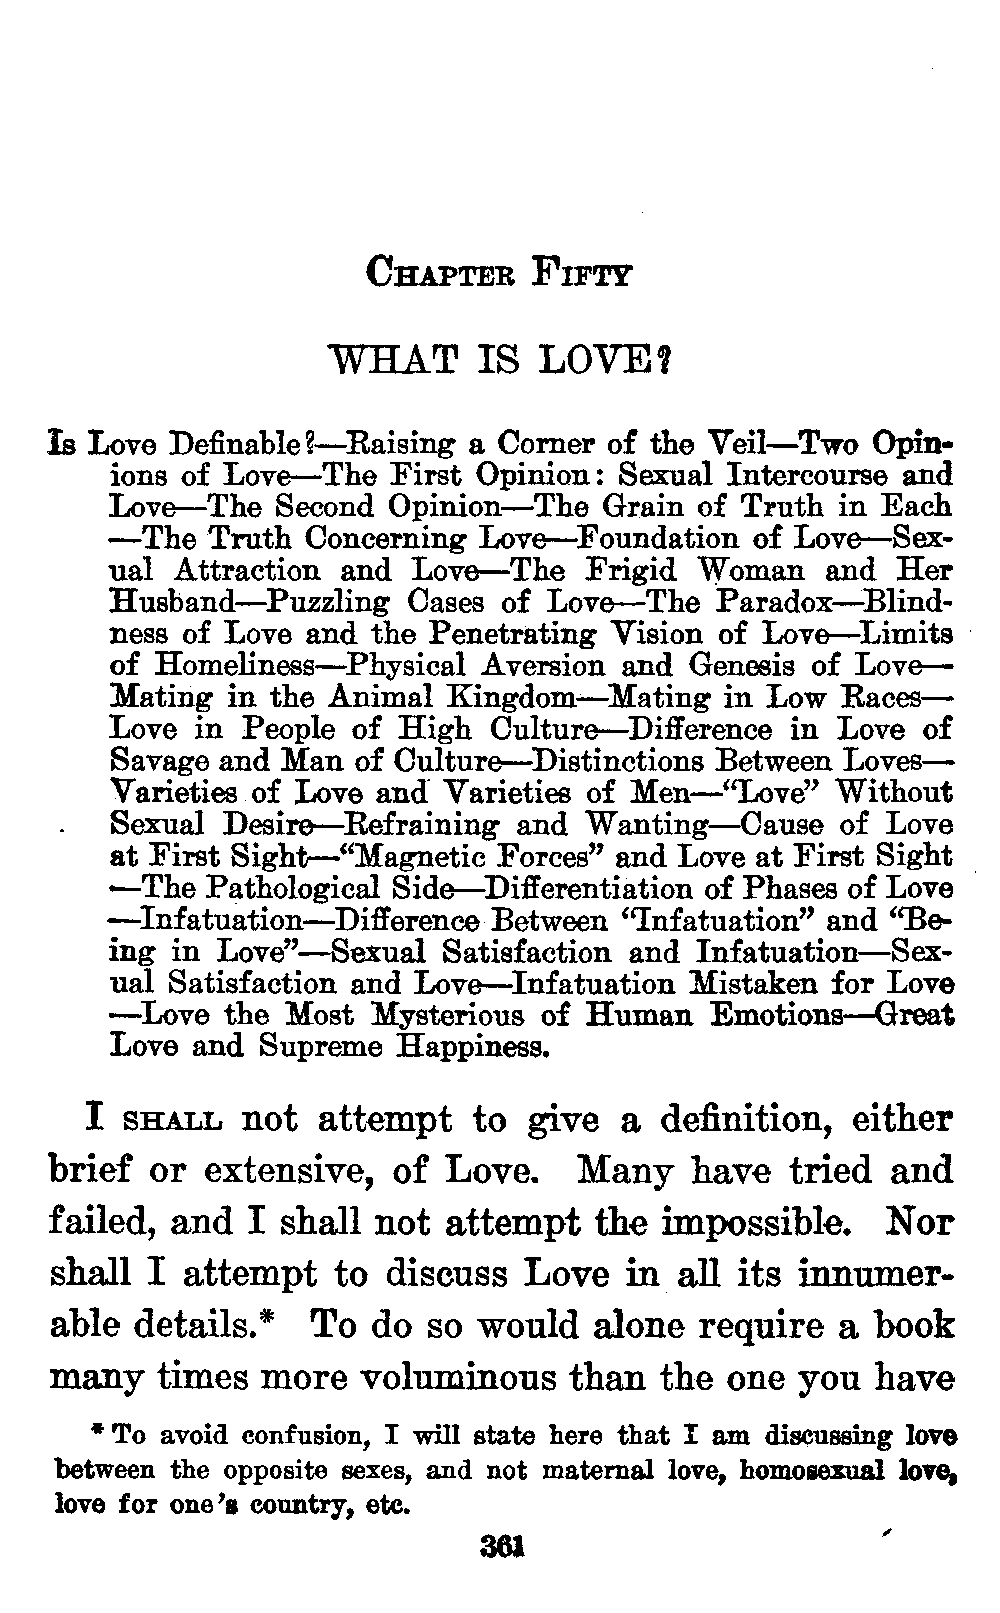 CHAPTER FIFTY
WHAT IS LOVE?
Is Love Definable?—Raising a Corner of the Veil—Two Opin-
ions of Love—The First Opinion: Sexual Intercourse and
Love—The Second Opinion—The Grain of Truth in Each
—The Truth Concerning Love—Foundation of Love—Sex-
ual Attraction and Love—The Frigid Woman and Her
Husband—Puzzling Cases of Love—The Paradox—Blind-
ness of Love and the Penetrating Vision of Love—Limits
of Homeliness—Physical Aversion and Genesis of Love—
Mating in the Animal Kingdom—Mating in Low Races—
Love in People of High Culture—Difference in Love of
Savage and Man of Culture—Distinctions Between Loves—
Varieties of Love and Varieties of Men—“Love” Without
Sexual Desire—Refraining and Wanting—Cause of Love
at First Sight—“Magnetic Forces” and Love at First Sight
—The Pathological Side—Differentiation of Phases of Love
—Infatuation—Difference Between “Infatuation” and “Be-
ing in Love”—Sexual Satisfaction and Infatuation—Sex-
ual Satisfaction and Love—Infatuation Mistaken for Love
—Love the Most Mysterious of Human Emotions—Great
Love and Supreme Happiness.
I SHALL not attempt to give a definition, either
brief or extensive, of Love. Many have tried and
failed, and I shall not attempt the impossible. Nor
shall I attempt to discuss Love in all its innumer-
able details.* To do so would alone require a book
many times more voluminous than the one you have
* To avoid confusion, I will state here that I am discussing love
between the opposite sexes, and not maternal love, homosexual love,
love for one's country, etc.
361